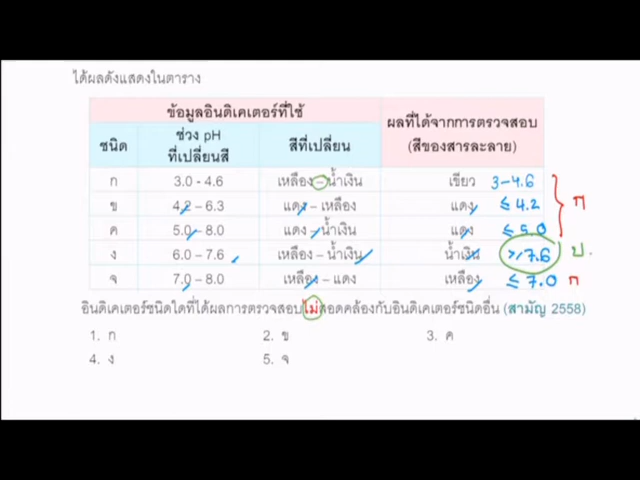 ได้ผลดังแสดงในตาราง
ข้อมูลอินดิเคเตอร์ที่ใช้ ผลที่ได้จากการตรวจสอบ (สีของสารละลาย)
ชนิด ช่วง pH ที่เปลี่ยนสี สีที่เปลี่ยน
ก 3.0 - 4.6 เหลือง – น้ำเงิน เขียว 3-4.6
ข 4.2 – 6.3 แดง – เหลือง แดง ≤ 4.2 ก
ค 5.0 – 8.0 แดง – น้ำเงิน แดง ≤ 5.0
ง 6.0 – 7.6 เหลือง – น้ำเงิน น้ำเงิน ≥7.6 บ.
จ 7.0 – 8.0 เหลือง – แดง เหลือง ≤ 7.0 ก
อินดิเคเตอร์ชนิดใดที่ได้ผลการตรวจสอบไม่สอดคล้องกับอินดิเคเตอร์ชนิดอื่น (สามัญ 2558)
1. ก 2. ข 3. ค
4. ง 5. จ